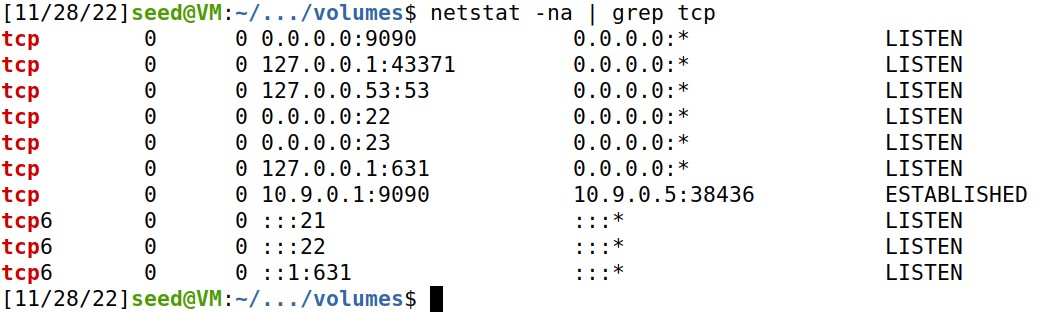 [11/28/22]seed@VM:~/.../volumes$ netstat -na | grep tcp
tcp        0      0 0.0.0.0:9090            0.0.0.0:*               LISTEN
tcp        0      0 127.0.0.1:43371         0.0.0.0:*               LISTEN
tcp        0      0 127.0.0.53:53           0.0.0.0:*               LISTEN
tcp        0      0 0.0.0.0:22              0.0.0.0:*               LISTEN
tcp        0      0 0.0.0.0:23              0.0.0.0:*               LISTEN
tcp        0      0 127.0.0.1:631           0.0.0.0:*               LISTEN
tcp        0      0 10.9.0.1:9090           10.9.0.5:38436          ESTABLISHED
tcp6       0      0 :::21                   :::*                    LISTEN
tcp6       0      0 :::22                   :::*                    LISTEN
tcp6       0      0 ::1:631                 :::*                    LISTEN
[11/28/22]seed@VM:~/.../volumes$